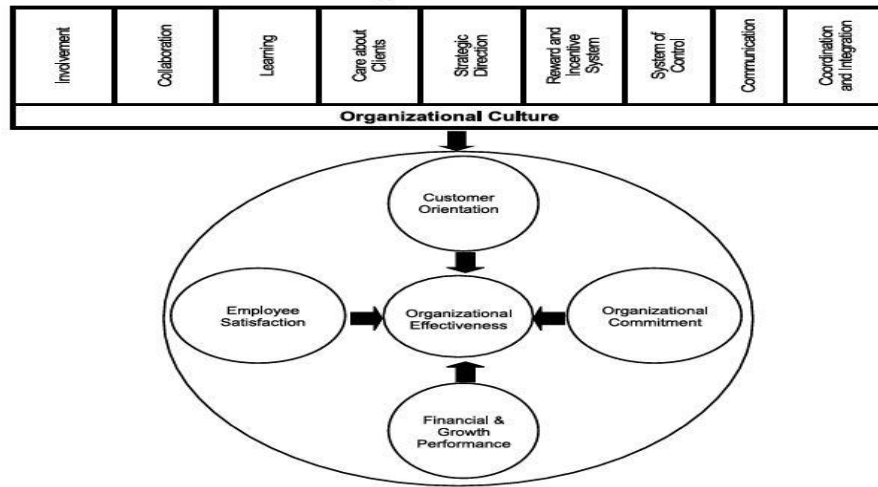 Involvement
Collaboration
Learning
Care about
Clients
Strategic
Direction
Reward and
Incentive
System
System of
Control
Communication
Coordination
and Integration
Organizational Culture
Customer
Orientation
Employee
Satisfaction
Organizational
Effectiveness
Organizational
Commitment
Financial &
Growth
Performance